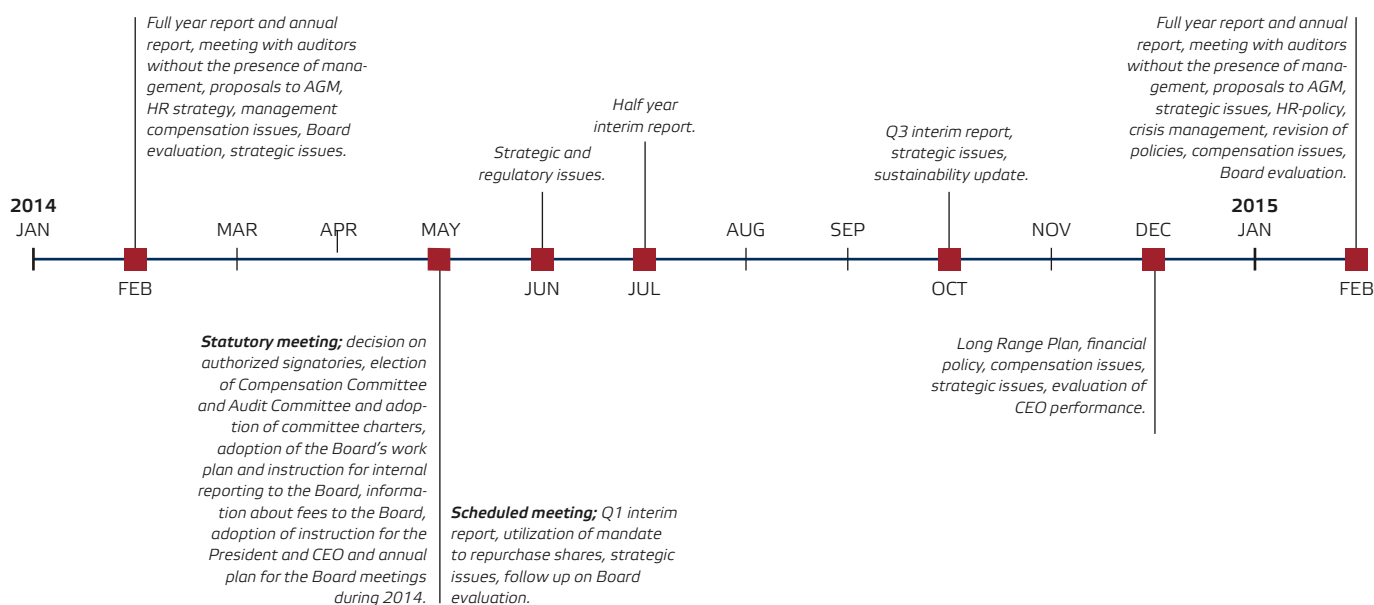 Full year report and annual
report, meeting with auditors
without the presence of mana-
gement, proposals to AGM,
HR strategy, management
compensation issues, Board
evaluation, strategic issues.
Strategic and
regulatory issues.
Half year
interim report.
Q3 interim report,
strategic issues,
sustainability update.
Full year report and annual
report, meeting with auditors
without the presence of mana-
gement, proposals to AGM,
strategic issues, HR-policy,
crisis management, revision of
policies, compensation issues,
Board evaluation.
2014
2015
JAN
MAR
APR
MAY
AUG
SEP
NOV
DEC
JAN
FEB
JUN
JUL
OCT
FEB
Statutory meeting; decision on
authorized signatories, election
of Compensation Committee
and Audit Committee and adop-
tion of committee charters,
adoption of the Board's work
plan and instruction for internal
reporting to the Board, informa-
tion about fees to the Board,
adoption of instruction for the
President and CEO and annual
plan for the Board meetings
during 2014.
Scheduled meeting; Q1 interim
report, utilization of mandate
to repurchase shares, strategic
issues, follow up on Board
evaluation.
Long Range Plan, financial
policy, compensation issues,
strategic issues, evaluation of
CEO performance.